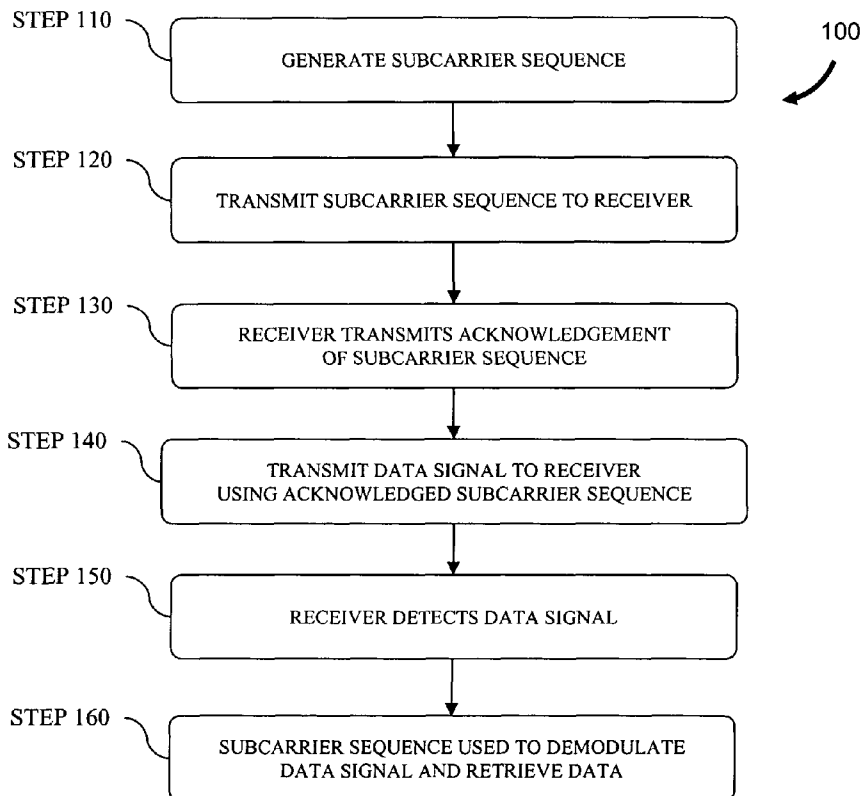 STEP 110
GENERATE SUBCARRIER SEQUENCE
100
STEP 120
TRANSMIT SUBCARRIER SEQUENCE TO RECEIVER
STEP 130
RECEIVER TRANSMITS ACKNOWLEDGEMENT
OF SUBCARRIER SEQUENCE
STEP 140
TRANSMIT DATA SIGNAL TO RECEIVER
USING ACKNOWLEDGED SUBCARRIER SEQUENCE
STEP 150
RECEIVER DETECTS DATA SIGNAL
STEP 160
SUBCARRIER SEQUENCE USED TO DEMODULATE
DATA SIGNAL AND RETRIEVE DATA